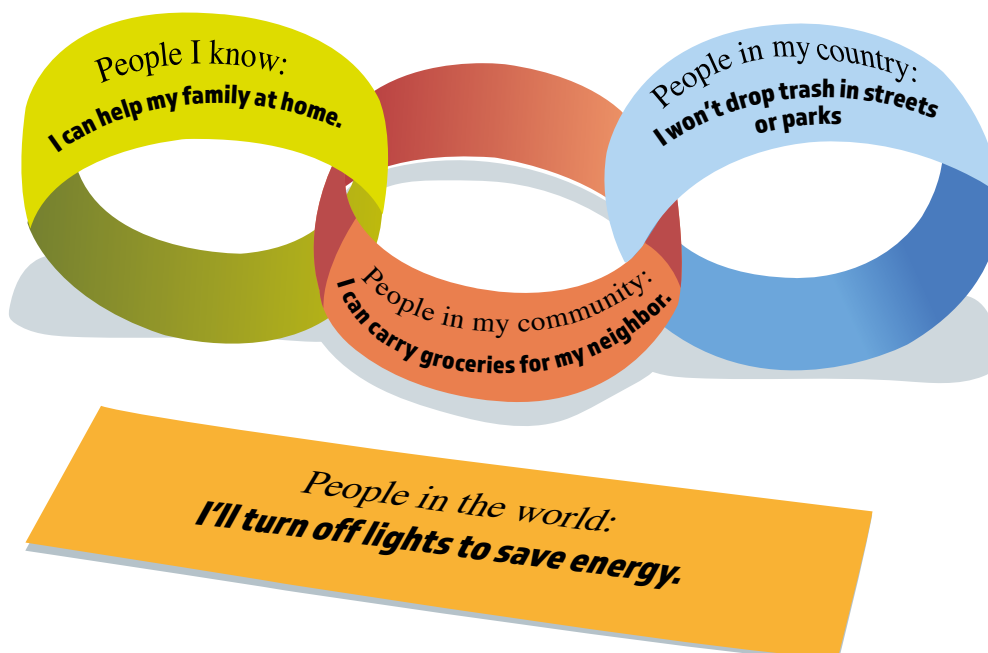 People I know:
I can help my family at home.
People in my community:
I can carry groceries for my neighbor.
People in my country:
I won't drop trash in streets
or parks
People in the world:
I'll turn off lights to save energy.